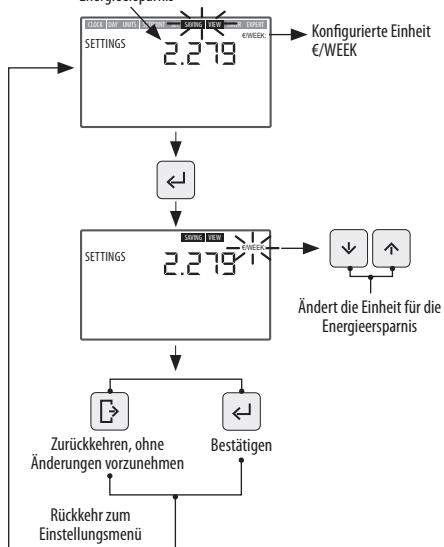 Energieersparnis
CLOCK DAY UNITS SAVING VIEW EXPERT
€/WEEK:
SETTINGS
2.279
Konfigurierte Einheit
€/WEEK
SAVING VIEW
€/WEEK
SETTINGS
2.279
Ändert die Einheit für die
Energieersparnis
Zurückkehren, ohne
Änderungen vorzunehmen
Bestätigen
Rückkehr zum
Einstellungsmenü